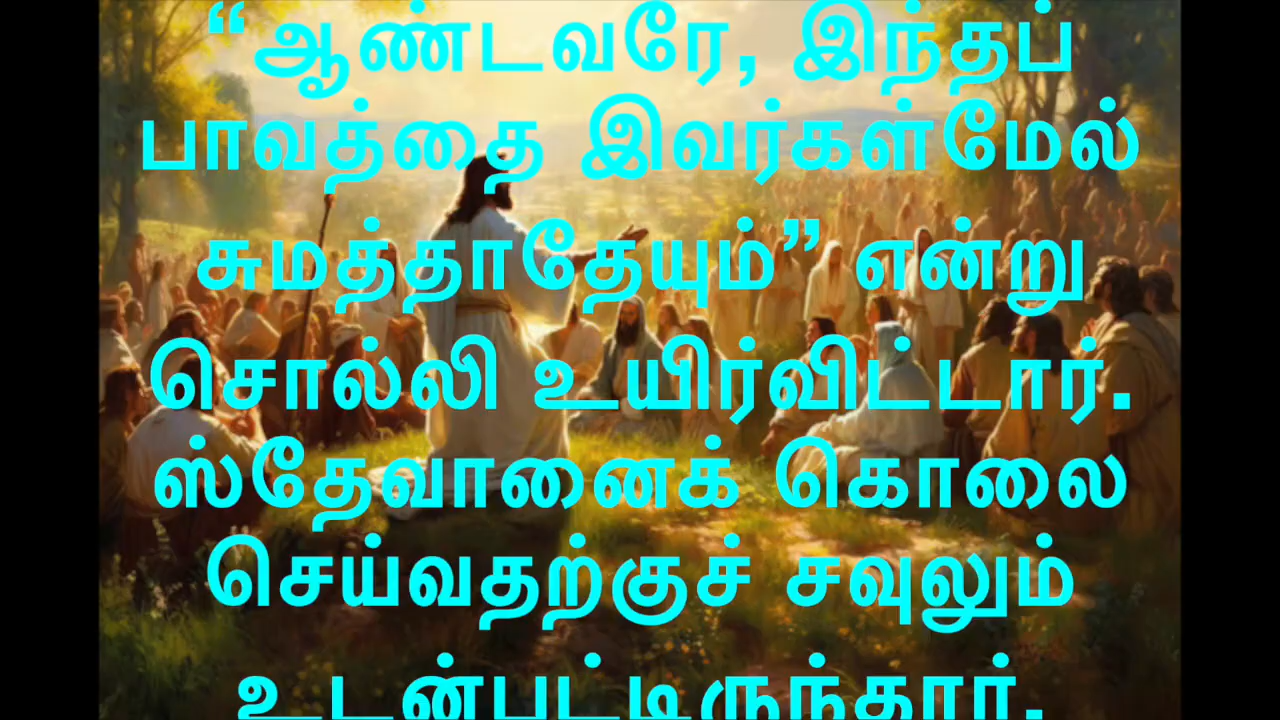 “ஆண்டவரே, இந்தப்
பாவத்தை இவர்கள்மேல்
சுமத்தாதேயும்” என்று
சொல்லி உயிர்விட்டார்.
ஸ்தேவானைக் கொலை
செய்வதற்குச் சவுலும்
உடன்பட்டிருந்தார்.